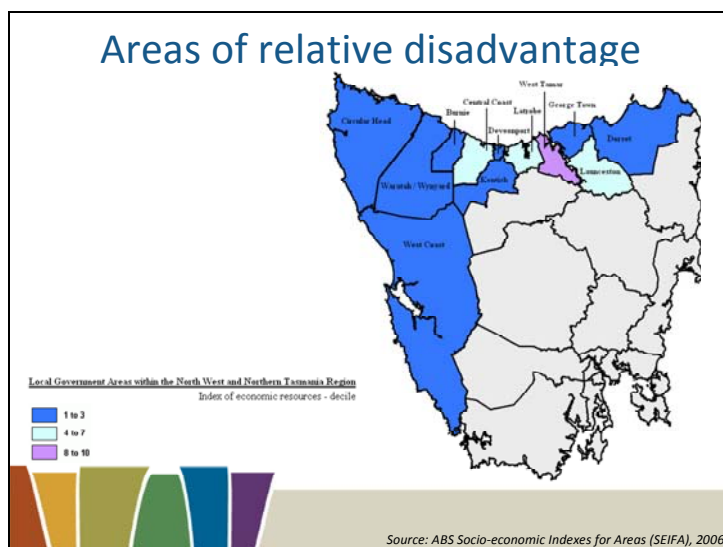 Areas of relative disadvantage
West Tamar
Central Coast
Latrobe
George Town
Burnie
Devonport
Circular Head
Dorset
Launceston
Kentish
Waratah / Wynyard
West Coast
Local Government Areas within the North West and Northern Tasmania Region
Index of economic resources - decile
1 to 3
4 to 7
8 to 10
Source: ABS Socio-economic Indexes for Areas (SEIFA), 2006